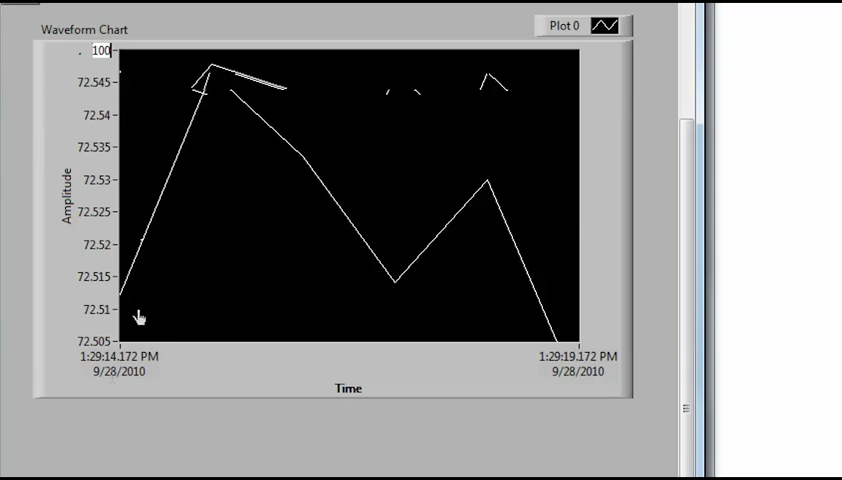 Waveform Chart
Plot 0
100
72.545
72.54
72.535
72.53
72.525
72.52
72.515
72.51
72.505
Amplitude
1:29:14.172 PM
9/28/2010
1:29:19.172 PM
9/28/2010
Time